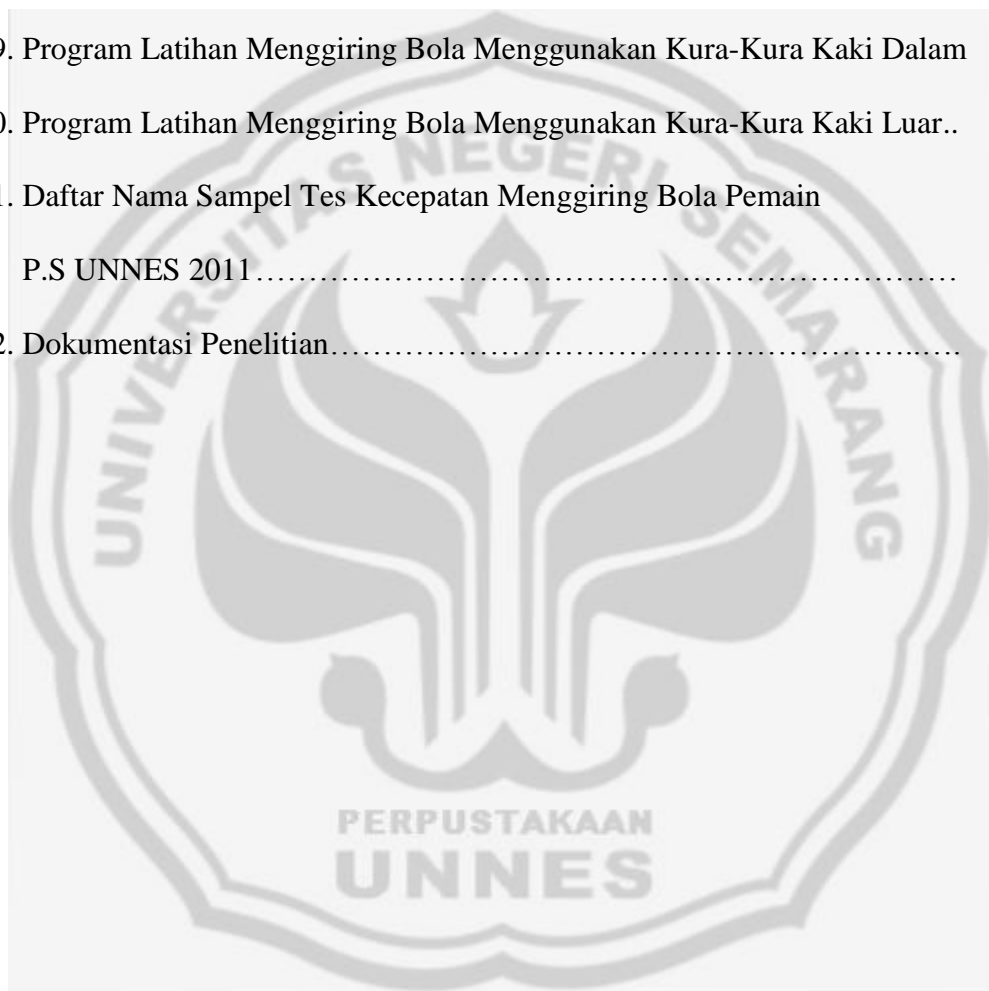 9. Program Latihan Menggiring Bola Menggunakan Kura-Kura Kaki Dalam
0. Program Latihan Menggiring Bola Menggunakan Kura-Kura Kaki Luar..
1. Daftar Nama Sampel Tes Kecepatan Menggiring Bola Pemain
P.S UNNES 2011……………………………………………………………
2. Dokumentasi Penelitian………………………………………………..….
UNIVERSITAS NEGERI SEMARANG
PERPUSTAKAAN
UNNES